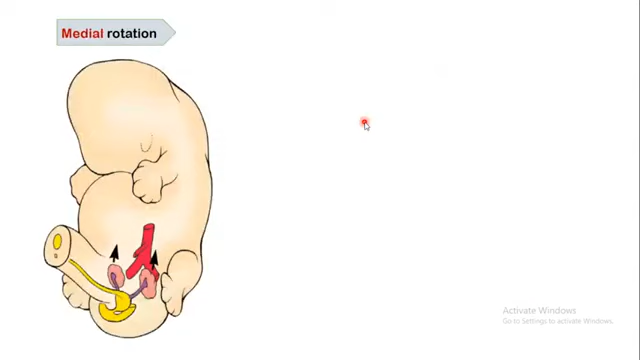 Medial rotation
Activate Windows
Go to Settings to activate Windows.